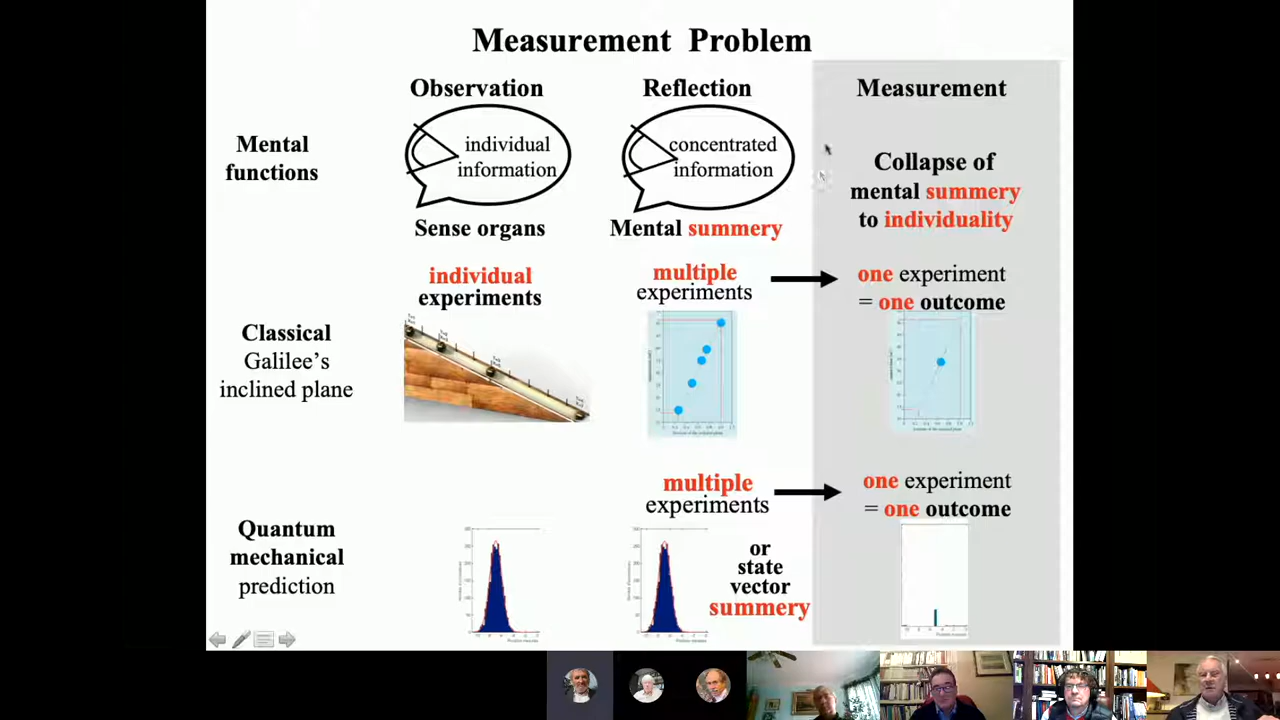 Measurement Problem
Observation
Reflection
Measurement
Mental
functions
individual
information
concentrated
information
Collapse of
mental summery
to individuality
Sense organs
Mental summery
individual
experiments
multiple
experiments
one experiment
= one outcome
Classical
Galilee's
inclined plane
multiple
experiments
one experiment
= one outcome
Quantum
mechanical
prediction
or
state
vector
summery